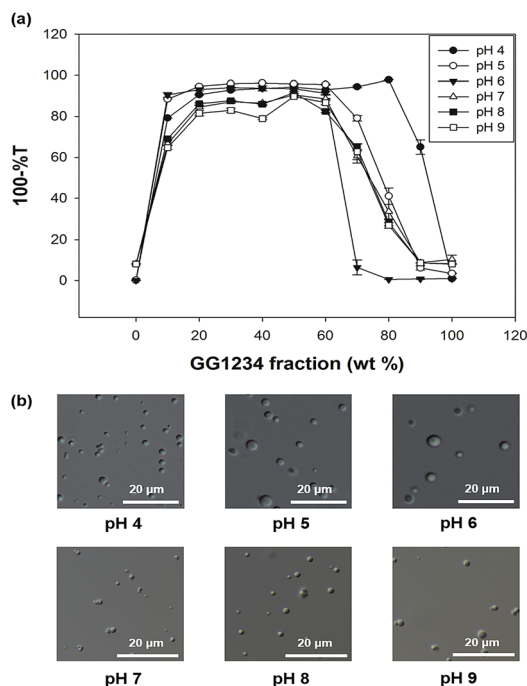 (a)
120
100
80
60
40
20
0
100-%T
pH 4
pH 5
pH 6
pH 7
pH 8
pH 9
0 20 40 60 80 100 120
GG1234 fraction (wt %)
(b)
20 µm 20 µm 20 µm
pH 4 pH 5 pH 6
20 µm 20 µm 20 µm
pH 7 pH 8 pH 9